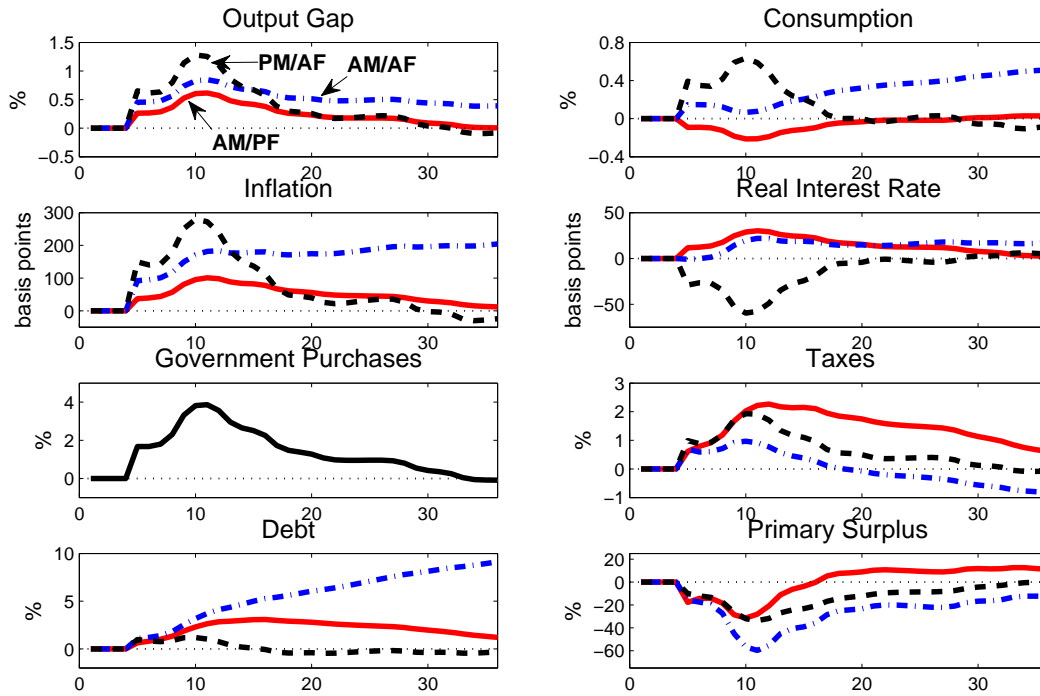 Output Gap
Consumption
%
1.5
1
0.5
0
−0.5
PM/AF
AM/AF
AM/PF
0 10 20 30
%
0.8
0.4
0
−0.4
0 10 20 30
Inflation
Real Interest Rate
basis points
300
200
100
0
0 10 20 30
basis points
50
0
−50
0 10 20 30
Government Purchases
Taxes
%
4
2
0
0 10 20 30
%
3
2
1
0
−1
0 10 20 30
Debt
Primary Surplus
%
10
5
0
0 10 20 30
%
20
0
−20
−40
−60
0 10 20 30